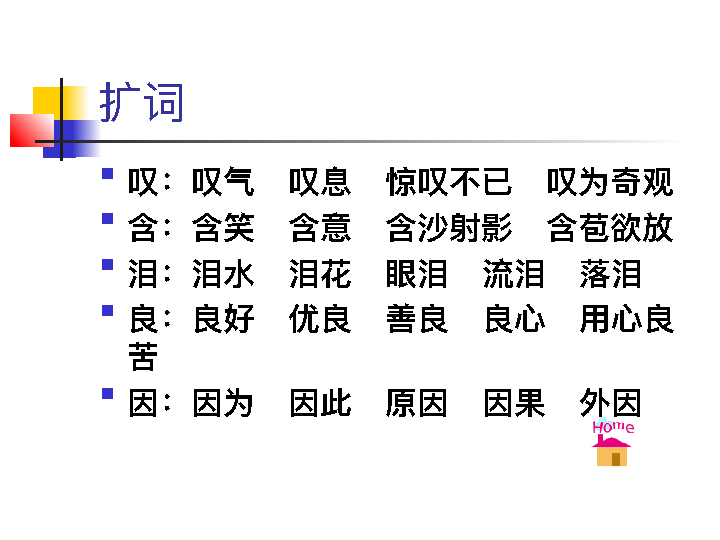 扩词
叹：叹气　叹息　惊叹不已　叹为奇观
含：含笑　含意　含沙射影　含苞欲放
泪：泪水　泪花　眼泪　流泪　落泪
良：良好　优良　善良　良心　用心良
苦
因：因为　因此　原因　因果　外因
Home